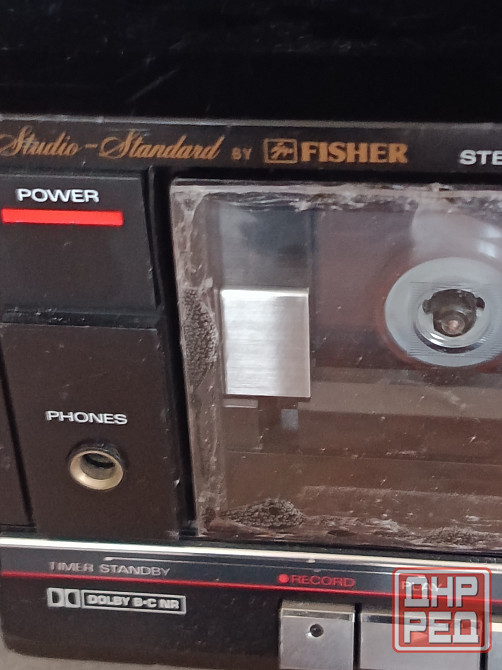 Studio-Standard BY FISHER STE
POWER
PHONES
TIMER STANDBY
RECORD
DOLBY B-C NR
ДНР
РЕД